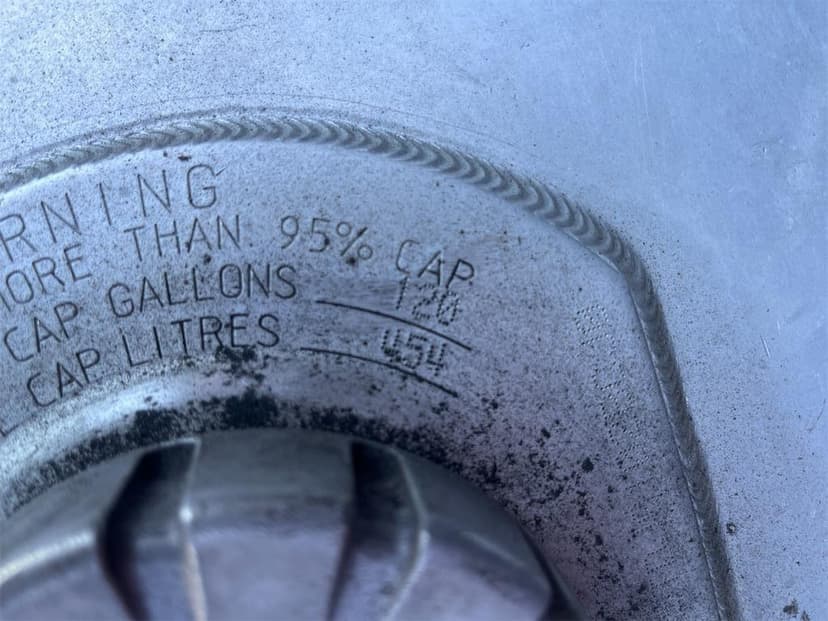 RNING
MORE THAN 95% CAP
CAP GALLONS 120
CAP LITRES 454